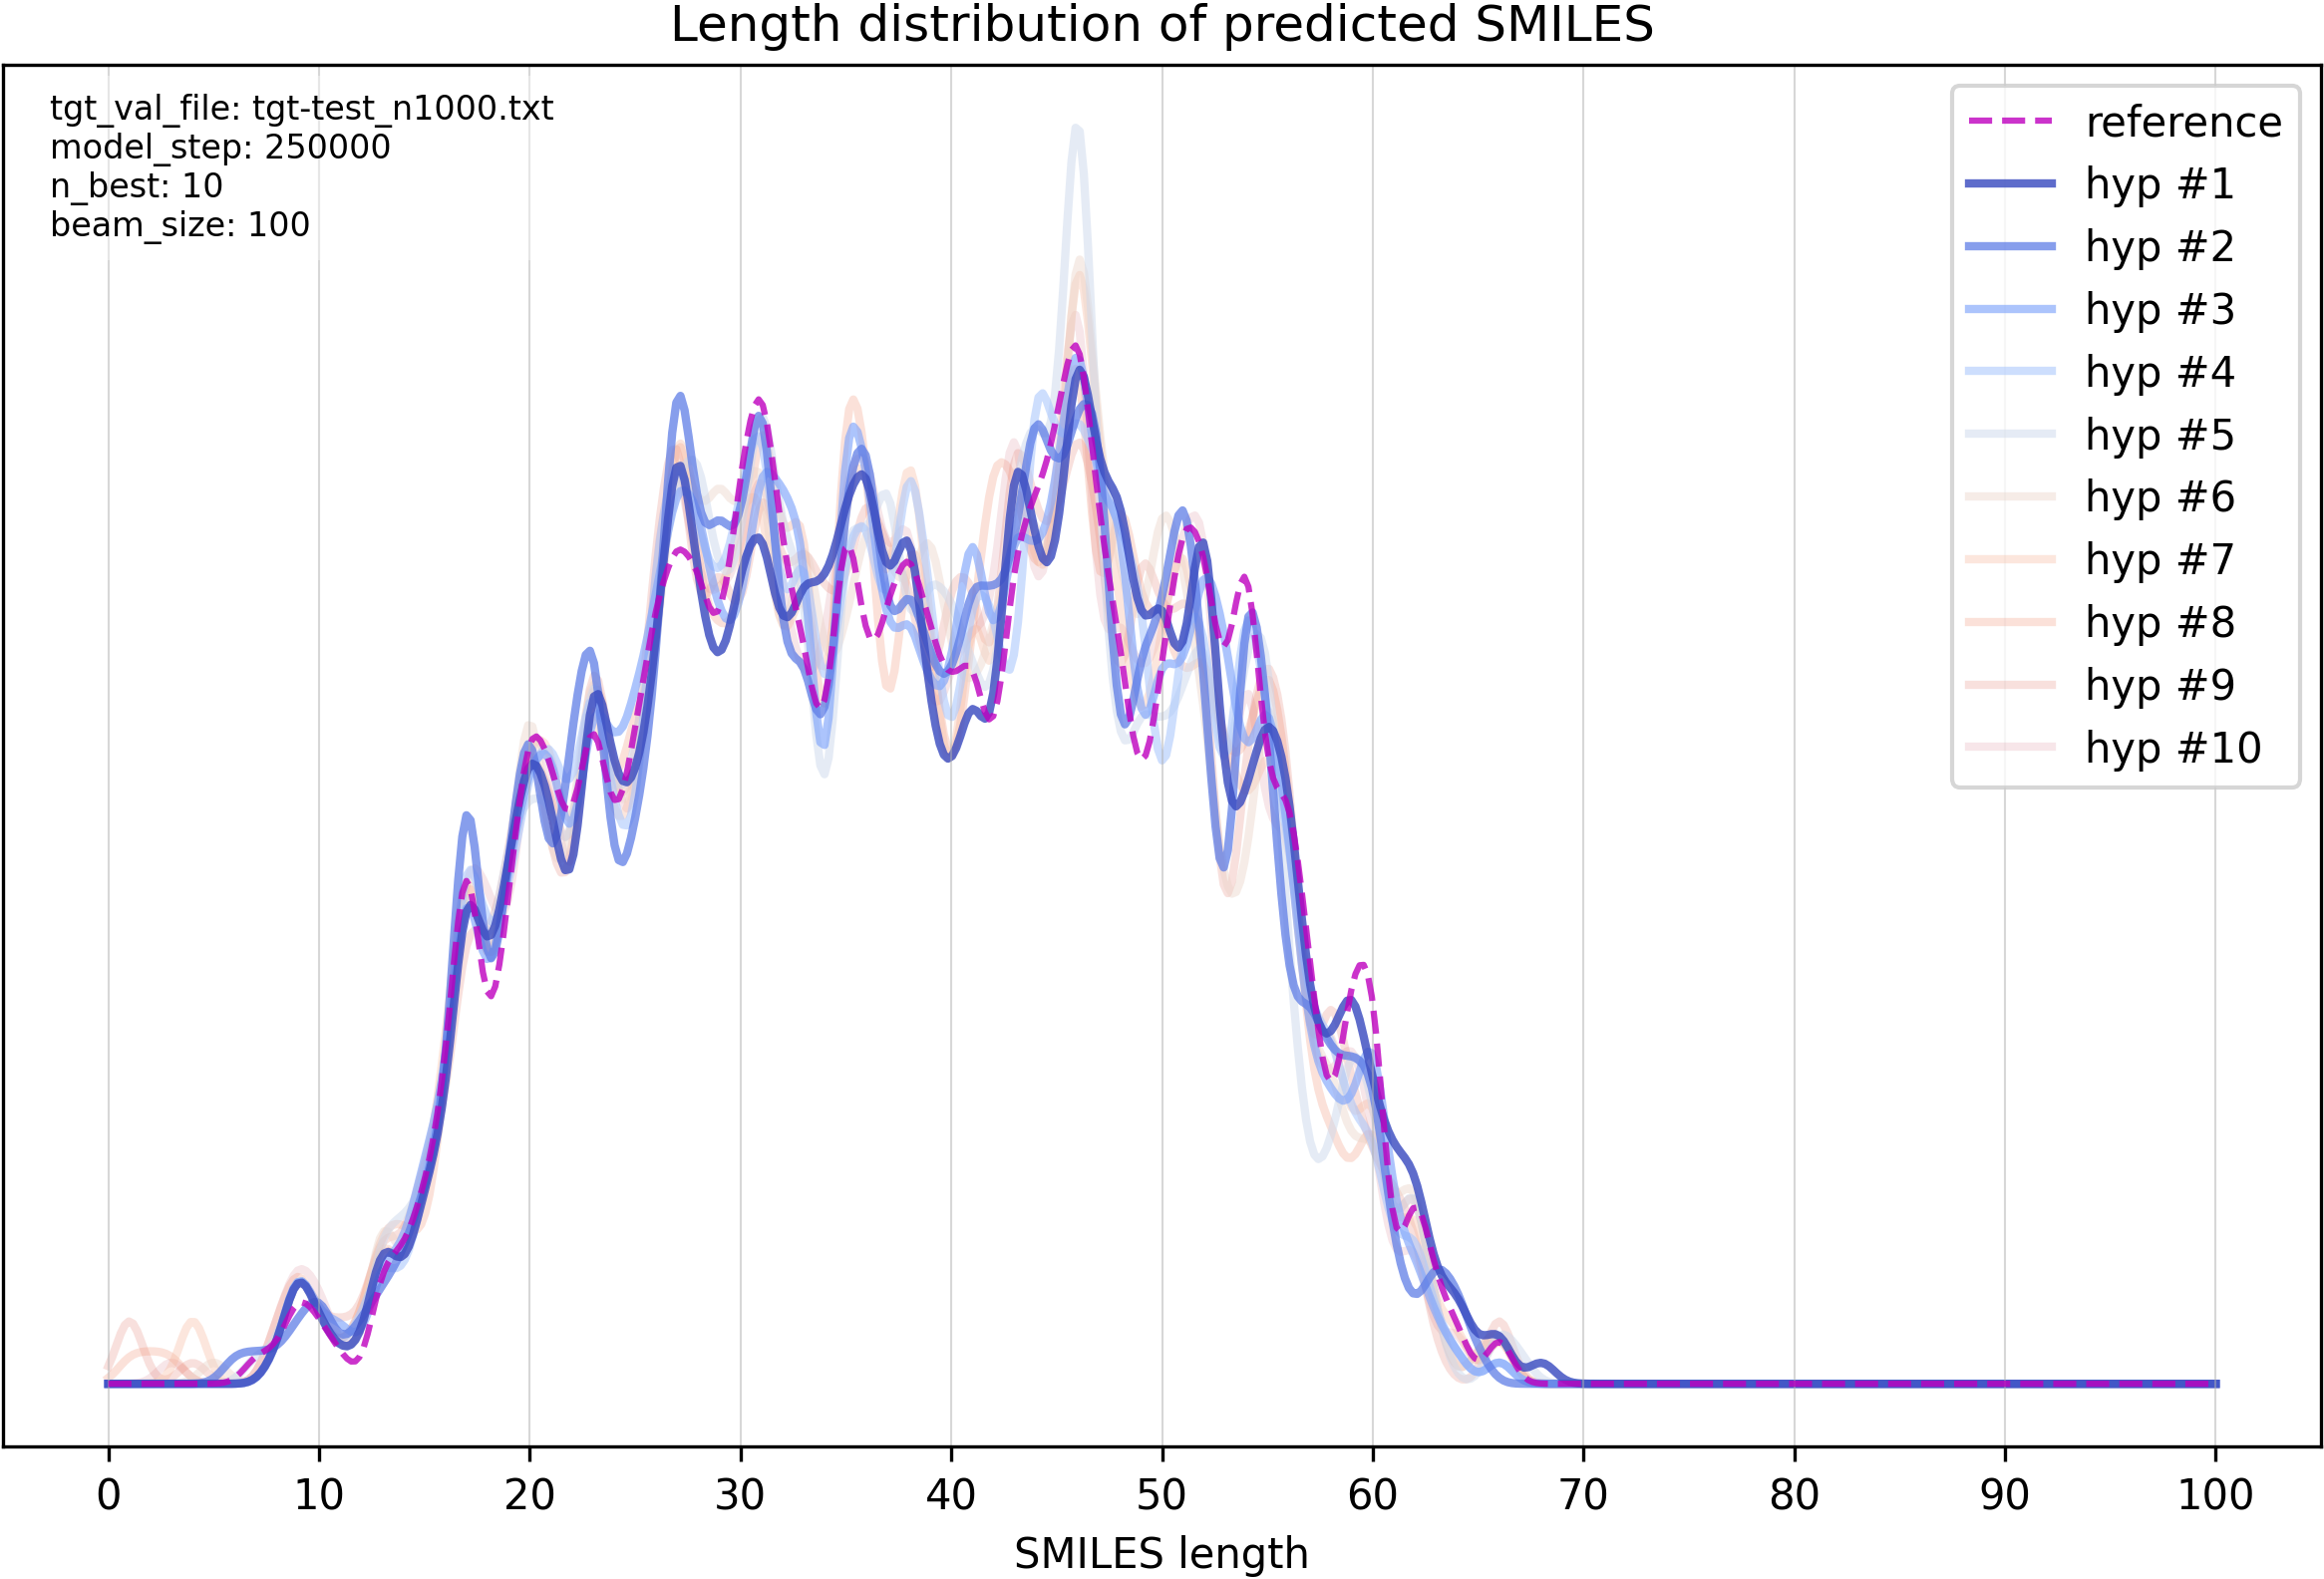 Length distribution of predicted SMILES
tgt_val_file: tgt-test_n1000.txt
model_step: 250000
n_best: 10
beam_size: 100
reference
hyp #1
hyp #2
hyp #3
hyp #4
hyp #5
hyp #6
hyp #7
hyp #8
hyp #9
hyp #10
0 10 20 30 40 50 60 70 80 90 100
SMILES length